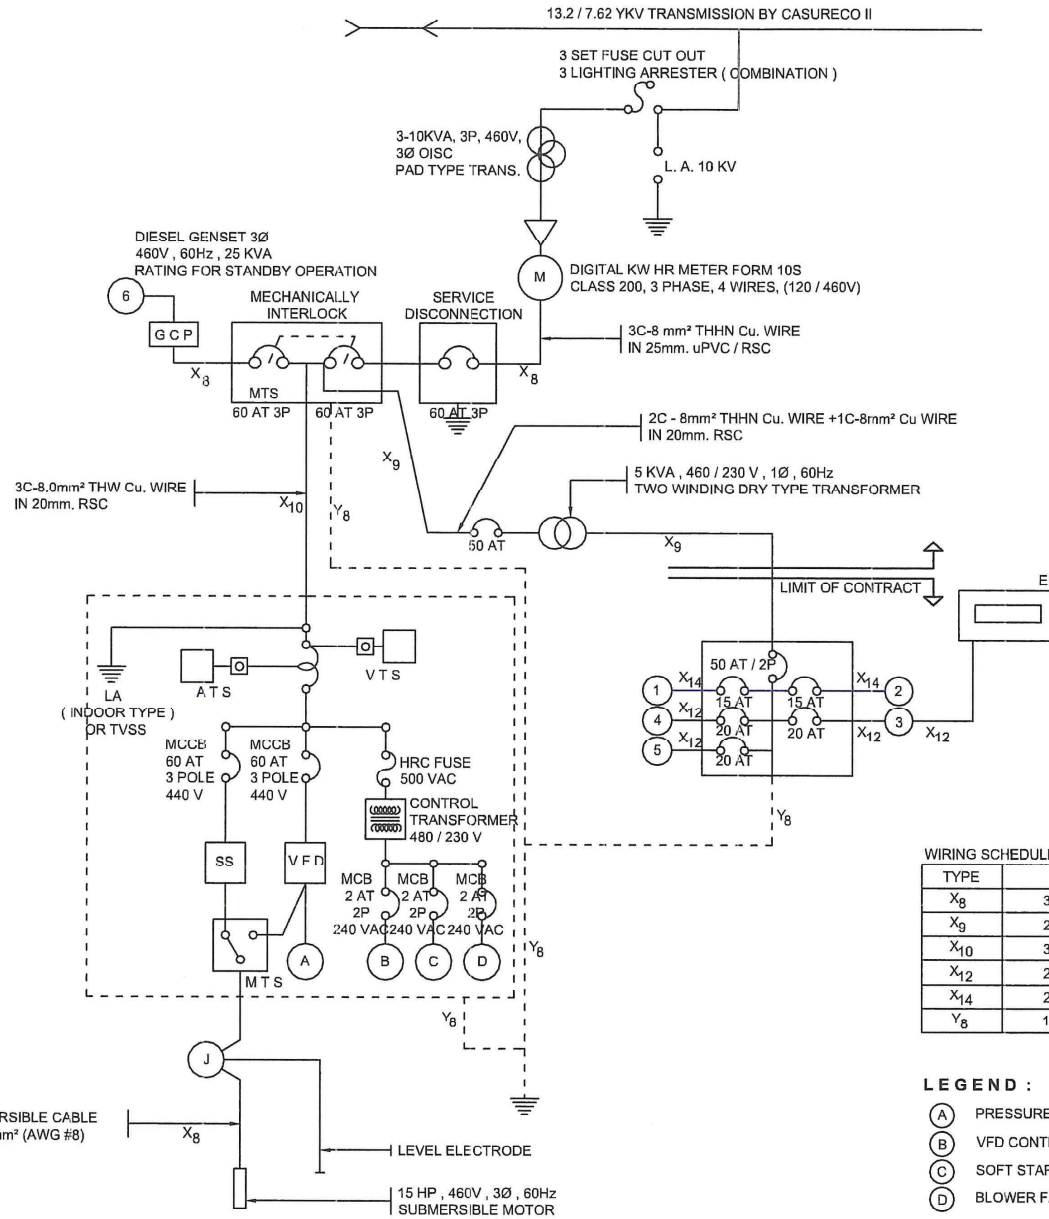 13.2 / 7.62 YKV TRANSMISSION BY CASURECO II
3 SET FUSE CUT OUT
3 LIGHTING ARRESTER ( COMBINATION )
3-10KVA, 3P, 460V,
3Ø OISC
PAD TYPE TRANS.
L. A. 10 KV
DIESEL GENSET 3Ø
460V , 60Hz , 25 KVA
RATING FOR STANDBY OPERATION
6
G C P
MECHANICALLY
INTERLOCK
SERVICE
DISCONNECTION
M
DIGITAL KW HR METER FORM 10S
CLASS 200, 3 PHASE, 4 WIRES, (120 / 460V)
3C-8 mm² THHN Cu. WIRE
IN 25mm. uPVC / RSC
X8
X8
MTS
60 AT 3P
60 AT 3P
60 AT 3P
2C - 8mm² THHN Cu. WIRE +1C-8mm² Cu WIRE
IN 20mm. RSC
X9
5 KVA , 460 / 230 V , 1Ø , 60Hz
TWO WINDING DRY TYPE TRANSFORMER
3C-8.0mm² THW Cu. WIRE
IN 20mm. RSC
X10
Y8
50 AT
X9
LIMIT OF CONTRACT
E
LA
( INDOOR TYPE )
OR TVSS
A T S
V T S
50 AT / 2P
1
X14
15 AT
15 AT
X14
2
4
X12
20 AT
20 AT
X12
3
X12
5
X12
20 AT
Y8
MCCB
60 AT
3 POLE
440 V
MCCB
60 AT
3 POLE
440 V
HRC FUSE
500 VAC
CONTROL
TRANSFORMER
480 / 230 V
SS
V F D
MCB
2 AT
2P
240 VAC
MCB
2 AT
2P
240 VAC
MCB
2 AT
2P
240 VAC
M T S
A
B
C
D
Y8
Y8
J
RSIBLE CABLE
mm² (AWG #8)
X8
LEVEL ELECTRODE
15 HP , 460V , 3Ø , 60Hz
SUBMERSIBLE MOTOR
WIRING SCHEDUL
TYPE
X8 3
X9 2
X10 3
X12 2
X14 2
Y8 1
LEGEND :
A PRESSURE
B VFD CONT
C SOFT STAR
D BLOWER F